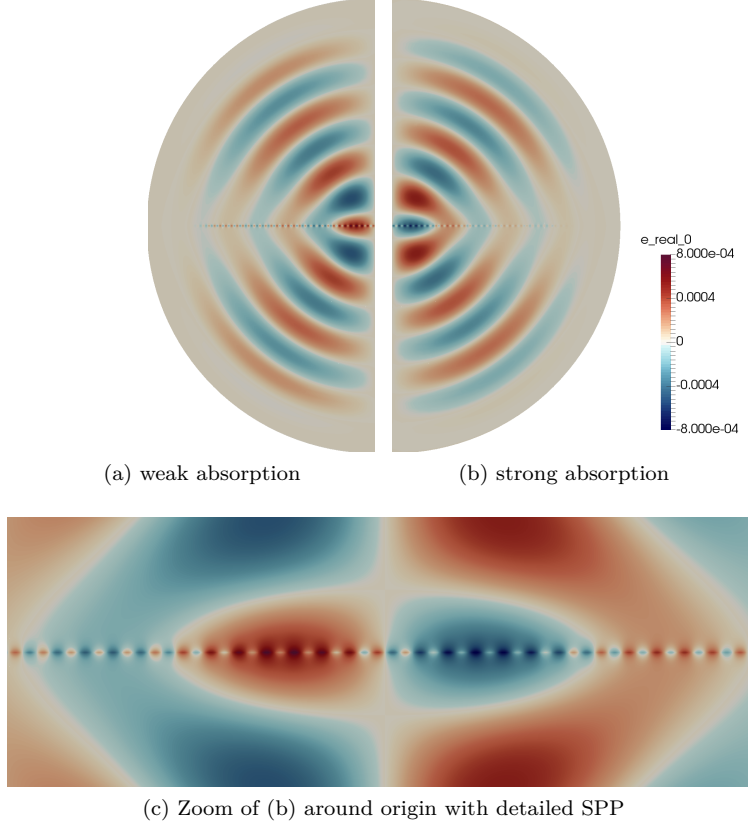 e_real_0
8.000e-04
0.0004
0
-0.0004
-8.000e-04
(a) weak absorption
(b) strong absorption
(c) Zoom of (b) around origin with detailed SPP